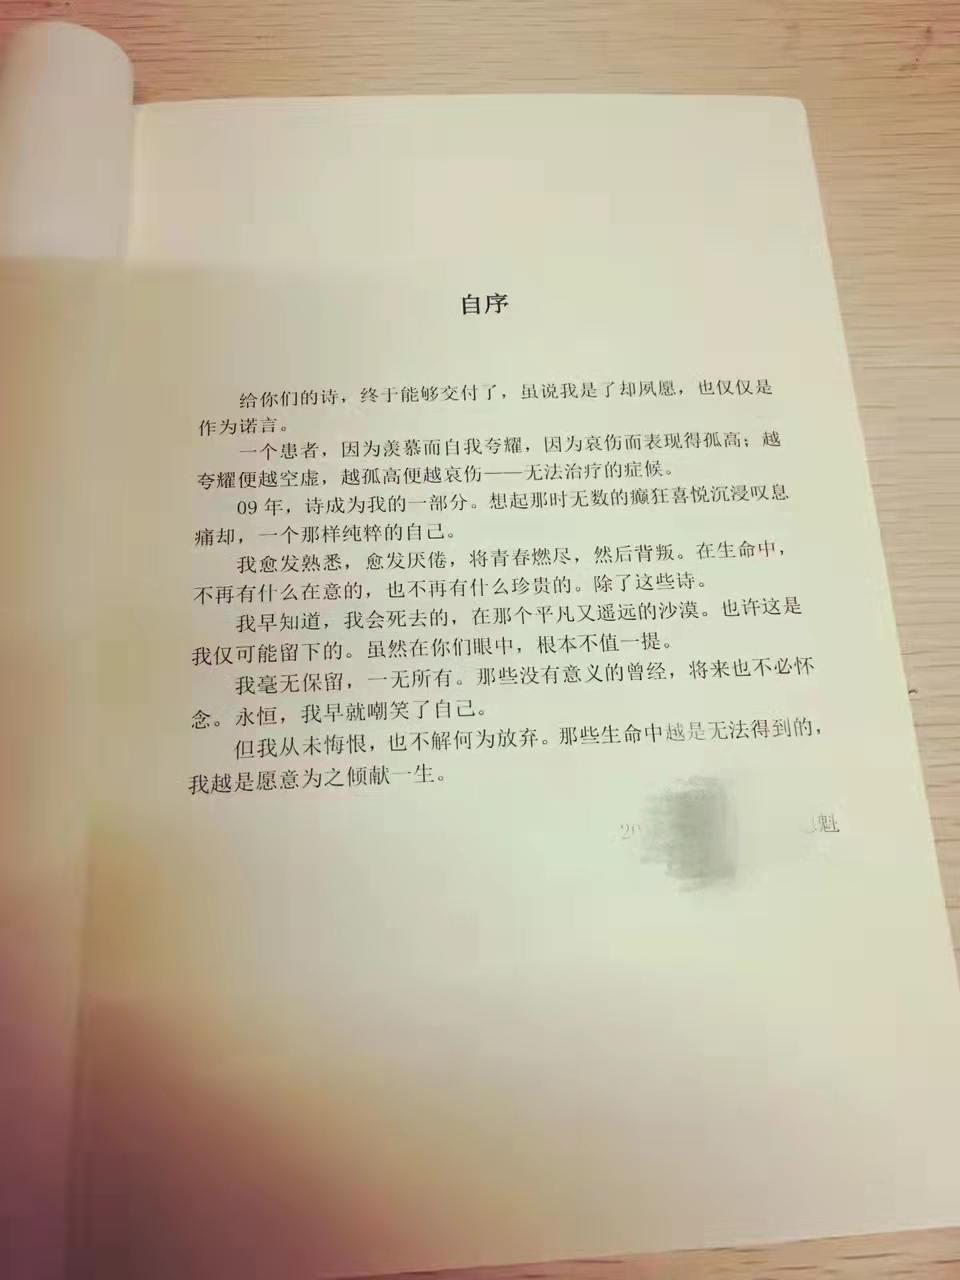 自序
给你们的诗，终于能够交付了，虽说我是了却夙愿，也仅仅是
作为诺言。
一个患者，因为羡慕而自我夸耀，因为哀伤而表现得孤高；越
夸耀便越空虚，越孤高便越哀伤——无法治疗的症候。
09 年，诗成为我的一部分。想起那时无数的癫狂喜悦沉浸叹息
痛却，一个那样纯粹的自己。
我愈发熟悉，愈发厌倦，将青春燃尽，然后背叛。在生命中，
不再有什么在意的，也不再有什么珍贵的。除了这些诗。
我早知道，我会死去的，在那个平凡又遥远的沙漠。也许这是
我仅可能留下的。虽然在你们眼中，根本不值一提。
我毫无保留，一无所有。那些没有意义的曾经，将来也不必怀
念。永恒，我早就嘲笑了自己。
但我从未悔恨，也不解何为放弃。那些生命中越是无法得到的，
我越是愿意为之倾献一生。
20 魁